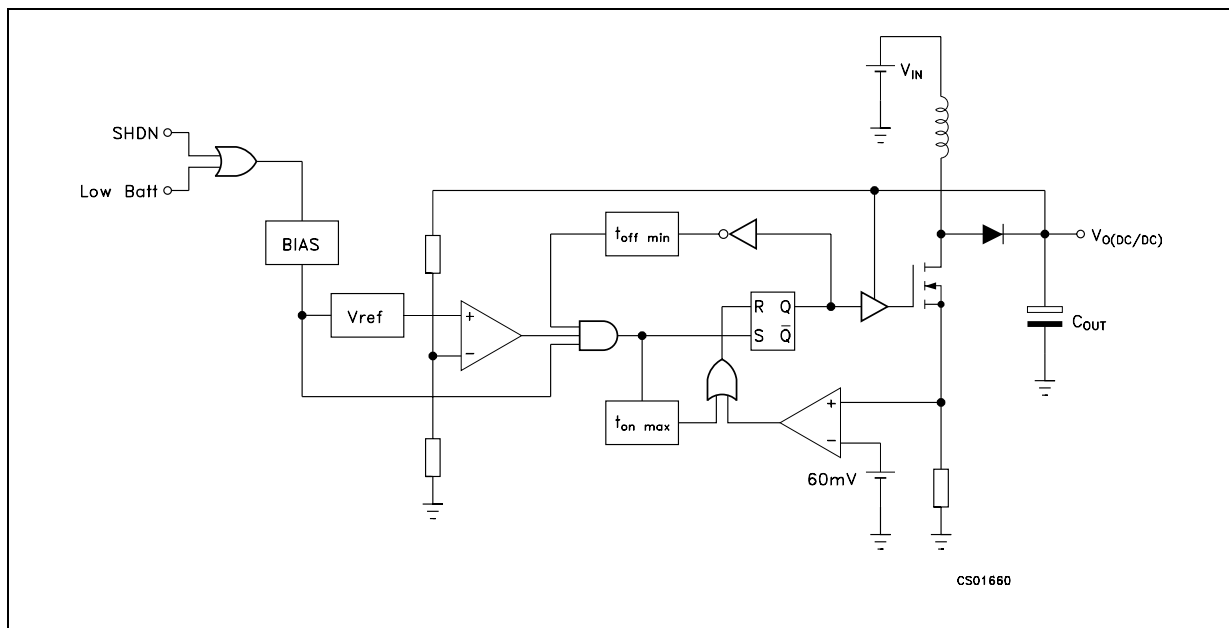 V_IN
SHDN
Low Batt
BIAS
t_off min
V_O(DC/DC)
Vref
+
−
R Q
S Q̅
C_OUT
t_on max
+
−
60mV
CS01660